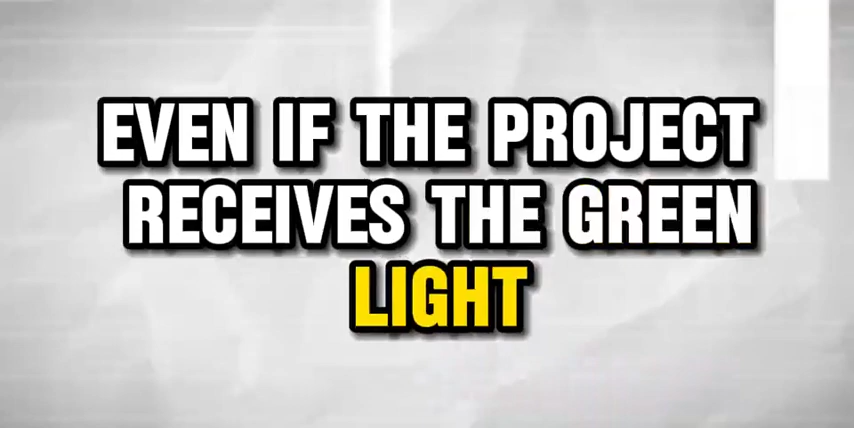 EVEN IF THE PROJECT
RECEIVES THE GREEN
LIGHT